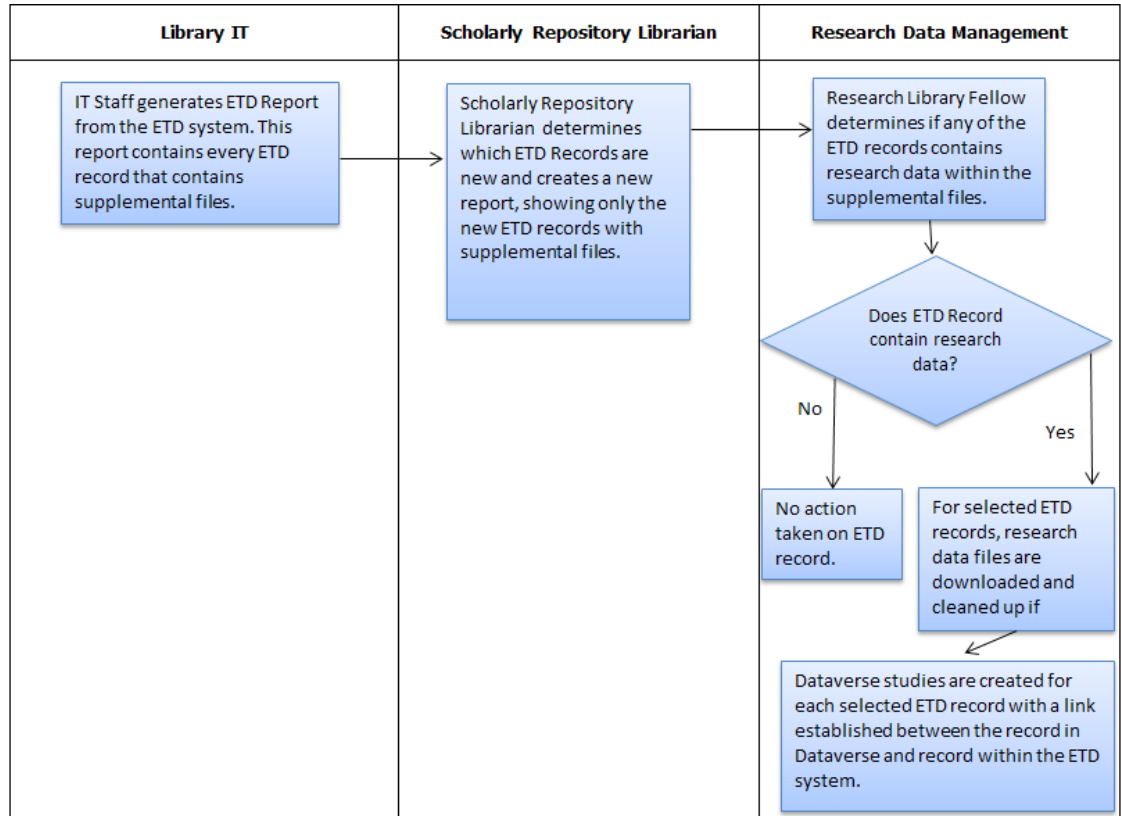 Library IT
Scholarly Repository Librarian
Research Data Management
IT Staff generates ETD Report
from the ETD system. This
report contains every ETD
record that contains
supplemental files.
Scholarly Repository
Librarian determines
which ETD Records are
new and creates a new
report, showing only the
new ETD records with
supplemental files.
Research Library Fellow
determines if any of the
ETD records contains
research data within the
supplemental files.
Does ETD Record
contain research
data?
No
Yes
No action
taken on ETD
record.
For selected ETD
records, research
data files are
downloaded and
cleaned up if
Dataverse studies are created for
each selected ETD record with a link
established between the record in
Dataverse and record within the ETD
system.